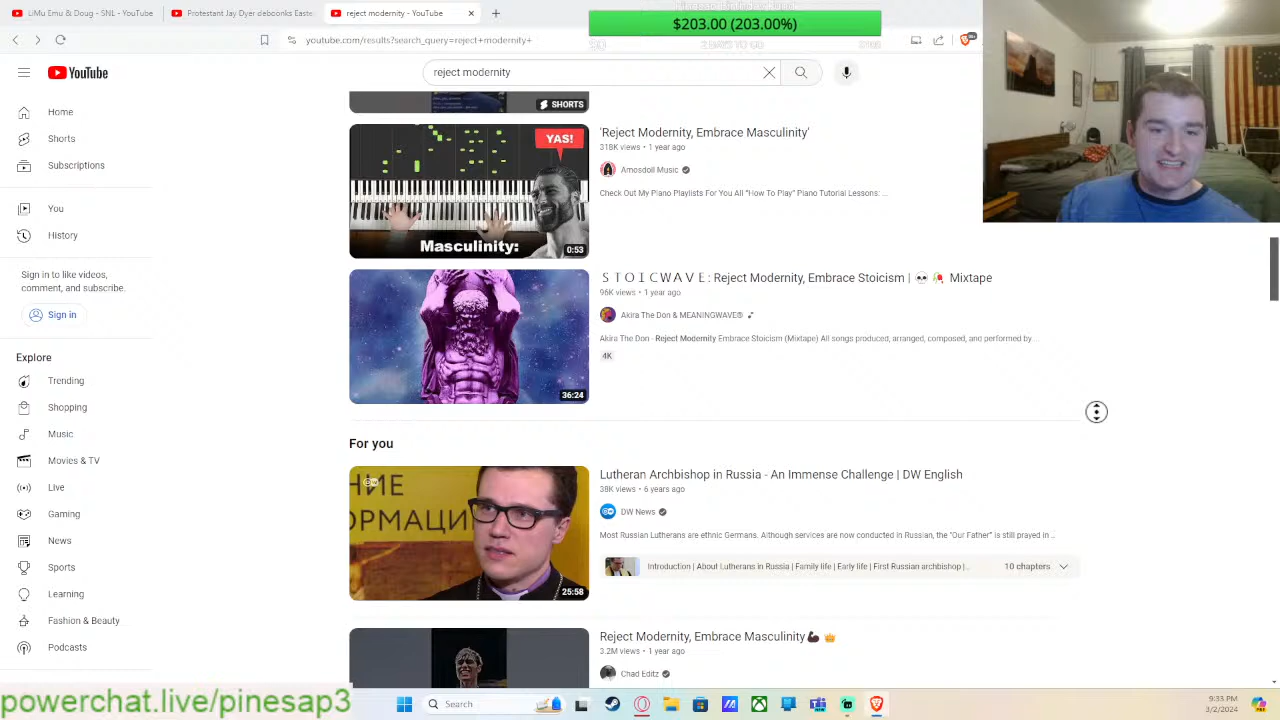 LiMu Emu
SNL - YouTube
Protestant Jay Dyer
reject modernity - YouTube
$203.00 (203.00%)
youtube.com/results?search_query=reject+modernity+
2 DAYS TO GO
YouTube
reject modernity
Home
Shorts
Subscriptions
You
History
Sign in to like videos,
comment, and subscribe.
Sign in
Explore
Trending
Shopping
Music
Movies & TV
Live
Gaming
News
Sports
Learning
Fashion & Beauty
Podcasts
SHORTS
YAS!
Masculinity:
0:53
'Reject Modernity, Embrace Masculinity'
318K views • 1 year ago
Amosdoll Music
Check Out My Piano Playlists For You All "How To Play" Piano Tutorial Lessons: ...
36:24
S T O I C W A V E : Reject Modernity, Embrace Stoicism | 💀 🥀 Mixtape
96K views • 1 year ago
Akira The Don & MEANINGWAVE®
Akira The Don - Reject Modernity Embrace Stoicism (Mixtape) All songs produced, arranged, composed, and performed by ...
4K
For you
DW
НИЕ
ОРМАЦИ
25:58
Lutheran Archbishop in Russia - An Immense Challenge | DW English
38K views • 6 years ago
DW News
Most Russian Lutherans are ethnic Germans. Although services are now conducted in Russian, the "Our Father" is still prayed in ...
Introduction | About Lutherans in Russia | Family life | Early life | First Russian archbishop |...
10 chapters
Reject Modernity, Embrace Masculinity💪🏿 👑
3.2M views • 1 year ago
Chad Editz
powerchat.live/pinesap3
Search
9:33 PM
3/2/2024